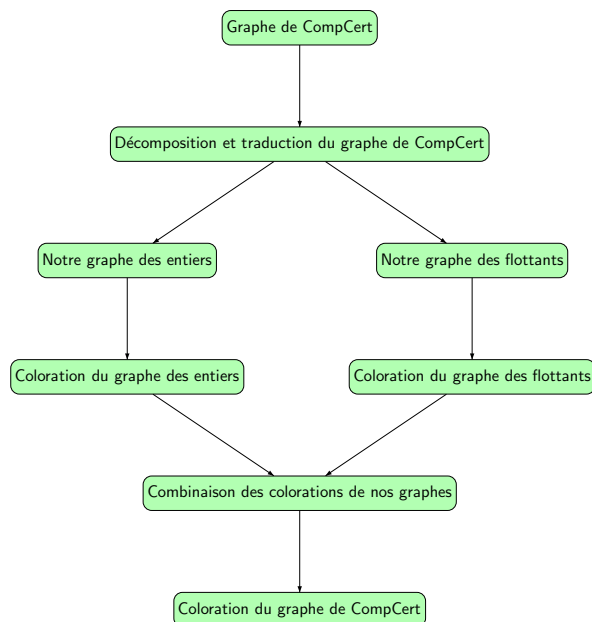 Graphe de CompCert
Décomposition et traduction du graphe de CompCert
Notre graphe des entiers
Notre graphe des flottants
Coloration du graphe des entiers
Coloration du graphe des flottants
Combinaison des colorations de nos graphes
Coloration du graphe de CompCert